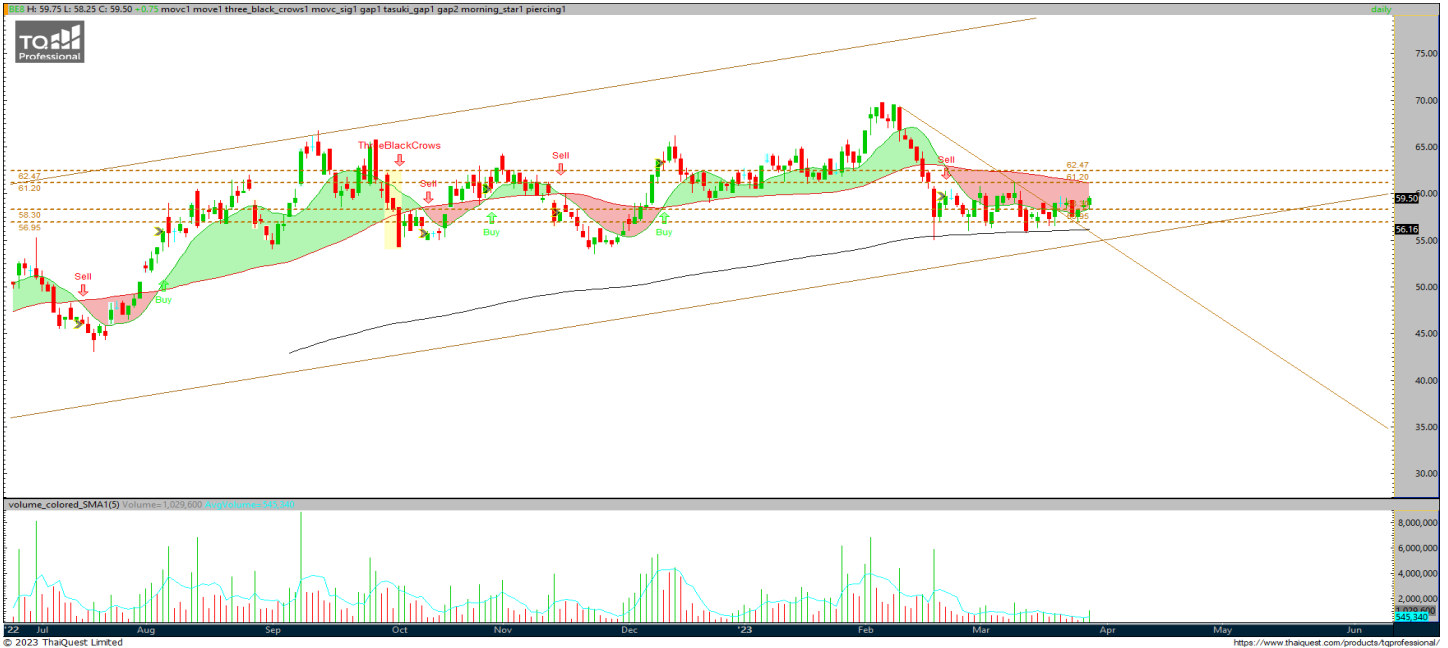 BE8 H: 59.75 L: 58.25 C: 59.50 +0.75 movc1 move1 three_black_crows1 movc_sig1 gap1 tasuki_gap1 gap2 morning_star1 piercing1
daily
TQ
Professional
75.00
70.00
65.00
60.00
59.50
56.16
55.00
50.00
45.00
40.00
35.00
30.00
ThreeBlackCrows
Sell
Sell
Sell
Sell
Buy
Buy
Buy
62.47
61.20
58.30
56.95
62.47
61.20
volume_colored_SMA1(5) Volume=1,029,600 AvgVolume=545,340
8,000,000
6,000,000
4,000,000
2,000,000
1,029,600
545,340
'22 Jul Aug Sep Oct Nov Dec '23 Feb Mar Apr May Jun
© 2023 ThaiQuest Limited
https://www.thaiquest.com/products/tqprofessional/